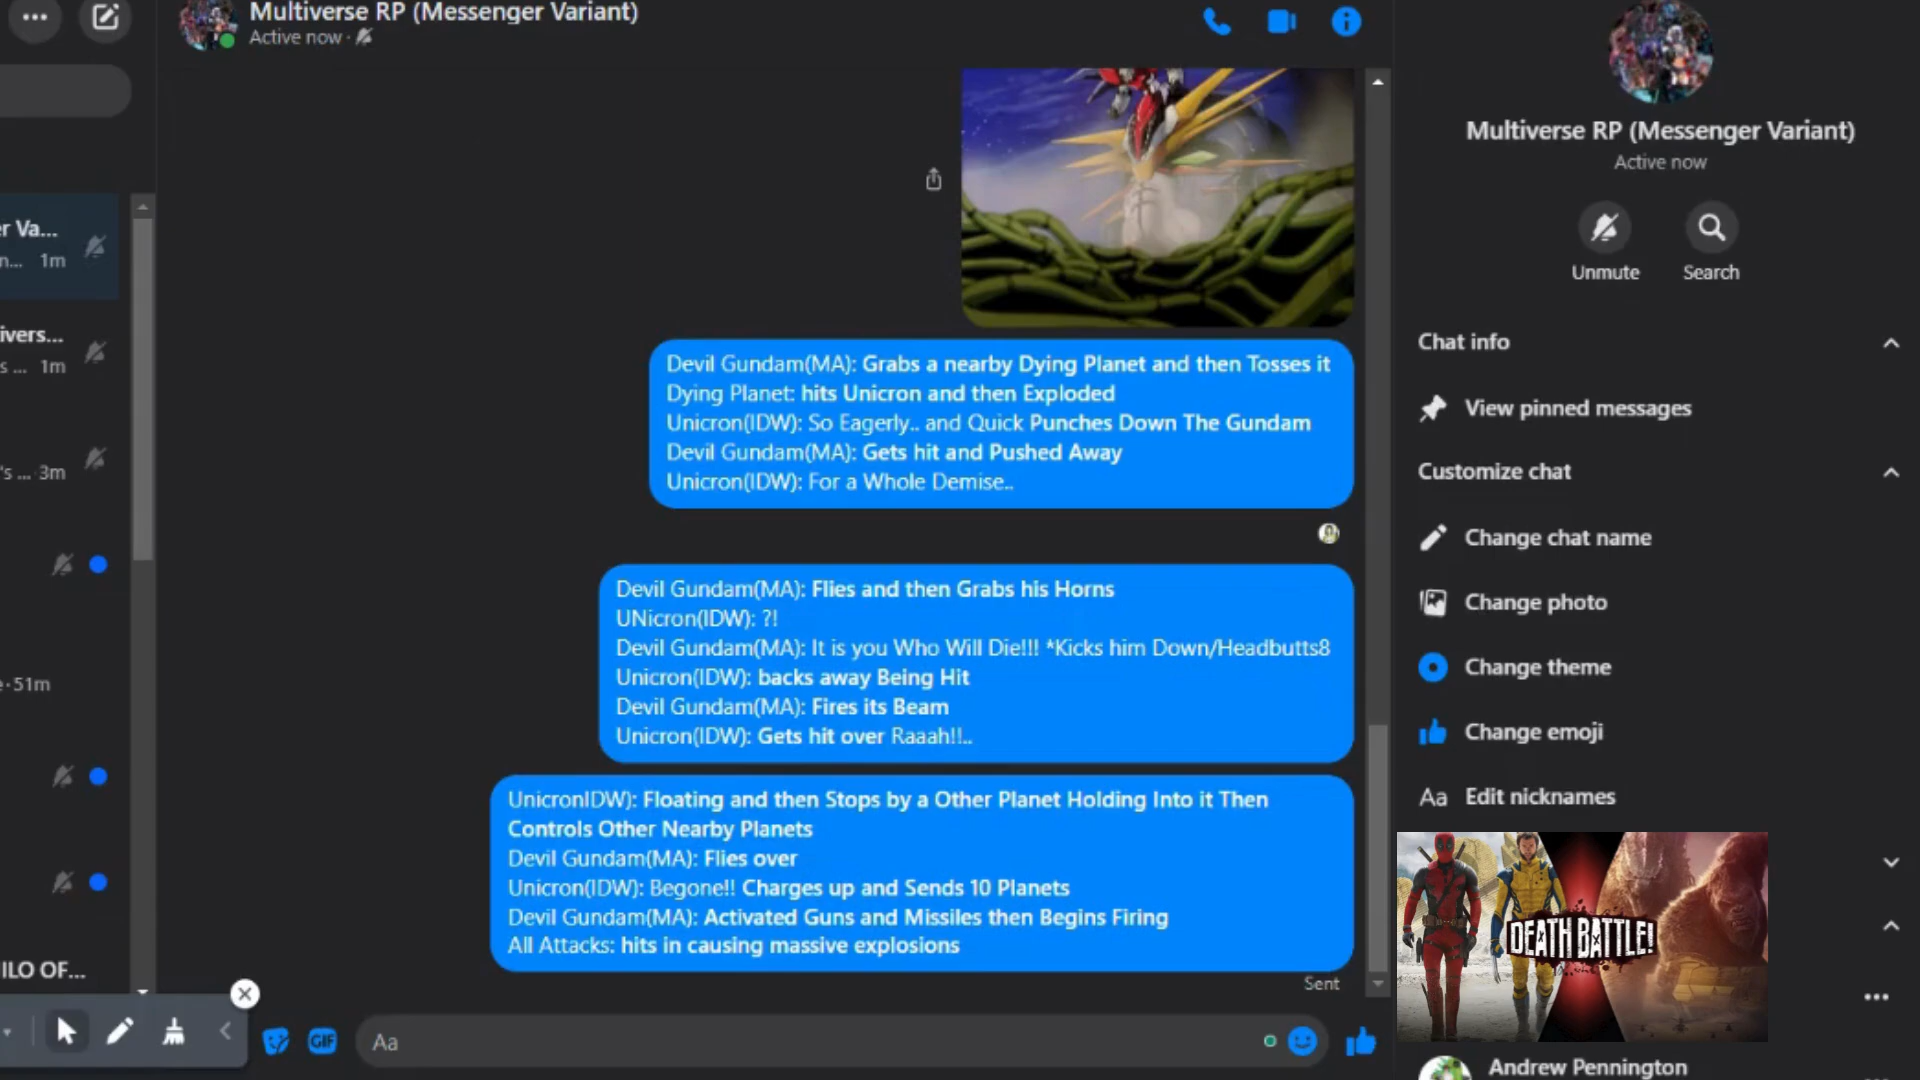 Multiverse RP (Messenger Variant)
Active now ·
er Va...
n... 1m
ivers...
s ... 1m
's ... 3m
e · 51m
ILO OF...
Devil Gundam(MA): Grabs a nearby Dying Planet and then Tosses it
Dying Planet: hits Unicron and then Exploded
Unicron(IDW): So Eagerly.. and Quick Punches Down The Gundam
Devil Gundam(MA): Gets hit and Pushed Away
Unicron(IDW): For a Whole Demise..
Devil Gundam(MA): Flies and then Grabs his Horns
UNicron(IDW): ?!
Devil Gundam(MA): It is you Who Will Die!!! *Kicks him Down/Headbutts8
Unicron(IDW): backs away Being Hit
Devil Gundam(MA): Fires its Beam
Unicron(IDW): Gets hit over Raaah!!..
UnicronIDW): Floating and then Stops by a Other Planet Holding Into it Then
Controls Other Nearby Planets
Devil Gundam(MA): Flies over
Unicron(IDW): Begone!! Charges up and Sends 10 Planets
Devil Gundam(MA): Activated Guns and Missiles then Begins Firing
All Attacks: hits in causing massive explosions
Sent
GIF
Aa
Multiverse RP (Messenger Variant)
Active now
Unmute
Search
Chat info
View pinned messages
Customize chat
Change chat name
Change photo
Change theme
Change emoji
Aa Edit nicknames
DEATH BATTLE!
Andrew Pennington